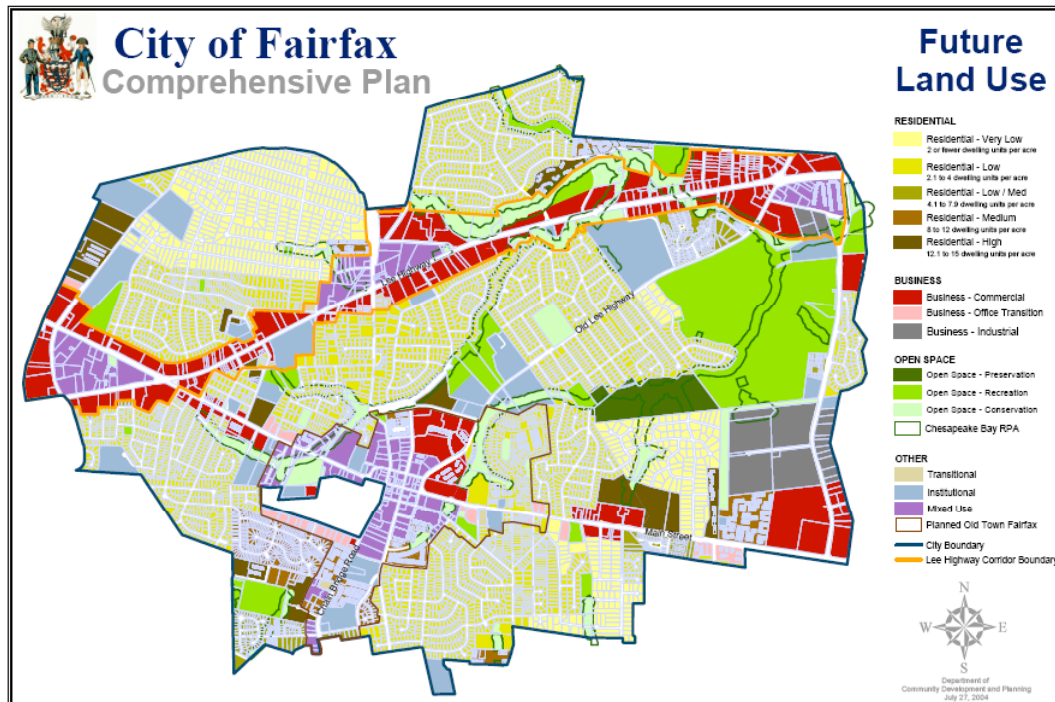 City of Fairfax
Comprehensive Plan
Future
Land Use
RESIDENTIAL
Residential - Very Low
2 or fewer dwelling units per acre
Residential - Low
2.1 to 4 dwelling units per acre
Residential - Low / Med
4.1 to 7.9 dwelling units per acre
Residential - Medium
8 to 12 dwelling units per acre
Residential - High
12.1 to 15 dwelling units per acre
BUSINESS
Business - Commercial
Business - Office Transition
Business - Industrial
OPEN SPACE
Open Space - Preservation
Open Space - Recreation
Open Space - Conservation
Chesapeake Bay RPA
OTHER
Transitional
Institutional
Mixed Use
Planned Old Town Fairfax
City Boundary
Lee Highway Corridor Boundary
Lee Highway
Old Lee Highway
Main Street
Chain Bridge Road
N
W
E
S
Department of
Community Development and Planning
July 27, 2004